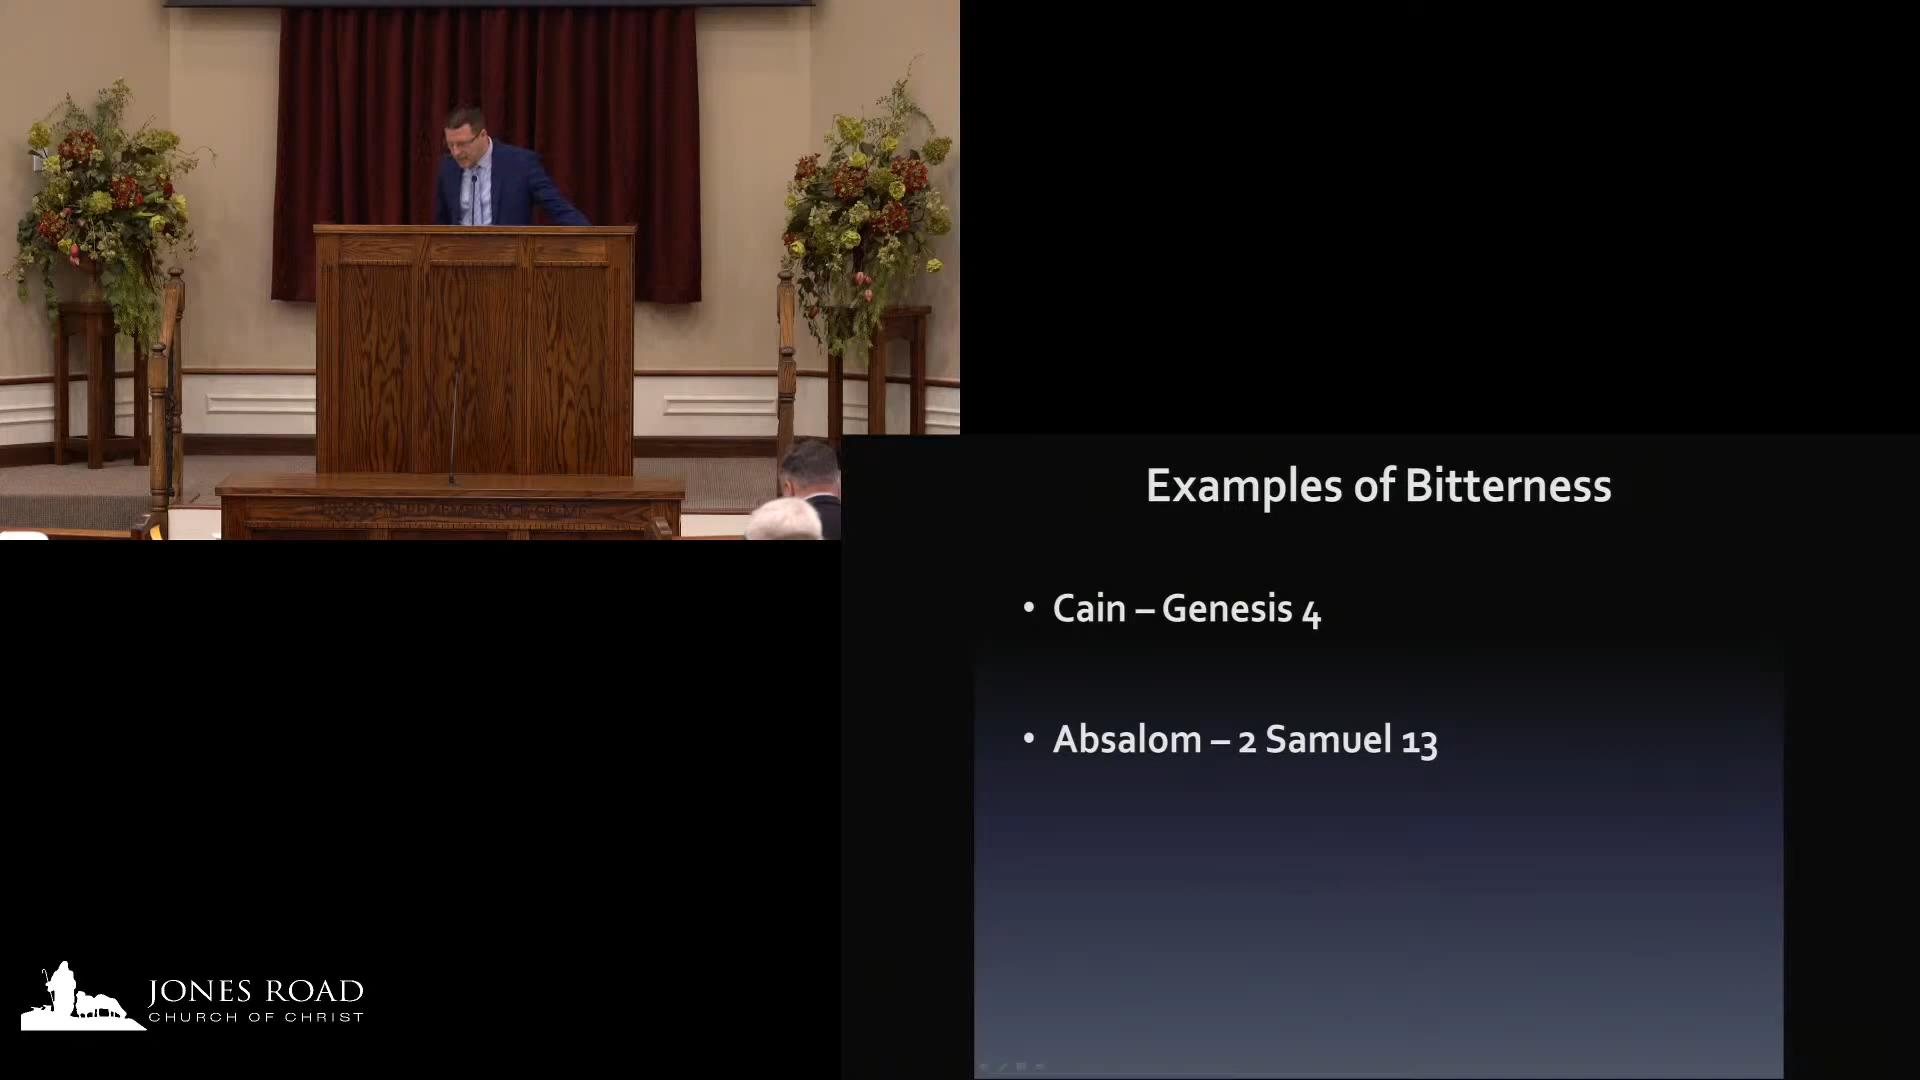 Examples of Bitterness
• Cain – Genesis 4
• Absalom – 2 Samuel 13
JONES ROAD
CHURCH OF CHRIST